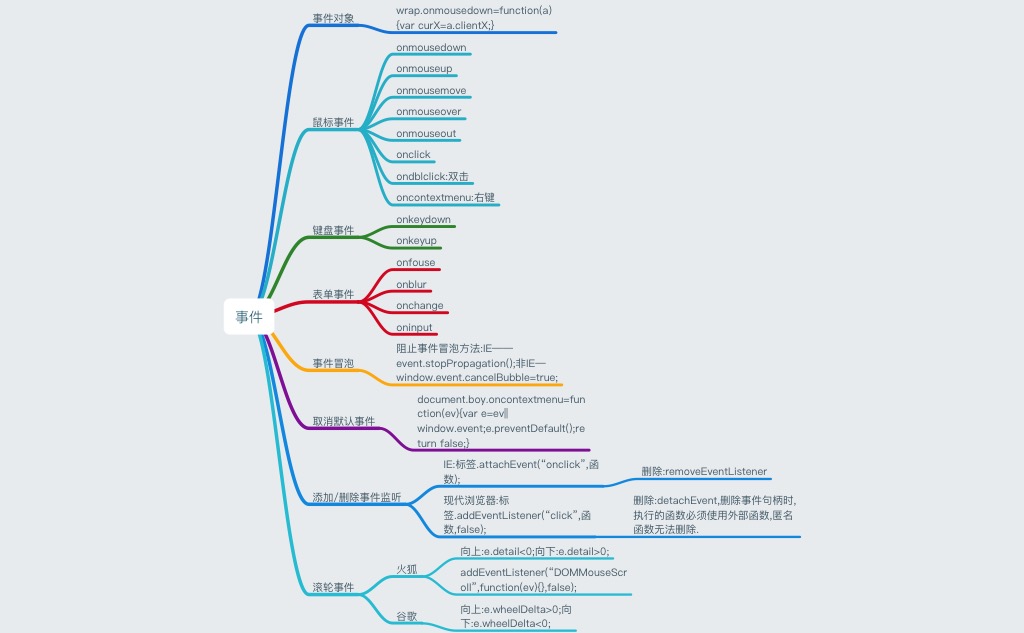 事件
事件对象
wrap.onmousedown=function(a)
{var curX=a.clientX;}
鼠标事件
onmousedown
onmouseup
onmousemove
onmouseover
onmouseout
onclick
ondblclick:双击
oncontextmenu:右键
键盘事件
onkeydown
onkeyup
表单事件
onfouse
onblur
onchange
oninput
事件冒泡
阻止事件冒泡方法:IE——
event.stopPropagation();非IE—
window.event.cancelBubble=true;
取消默认事件
document.boy.oncontextmenu=fun
ction(ev){var e=ev||
window.event;e.preventDefault();re
turn false;}
添加/删除事件监听
IE:标签.attachEvent(“onclick”,函
数);
删除:removeEventListener
现代浏览器:标
签.addEventListener(“click”,函
数,false);
删除:detachEvent,删除事件句柄时,
执行的函数必须使用外部函数,匿名
函数无法删除.
滚轮事件
火狐
向上:e.detail<0;向下:e.detail>0;
addEventListener(“DOMMouseScr
oll”,function(ev){},false);
谷歌
向上:e.wheelDelta>0;向
下:e.wheelDelta<0;